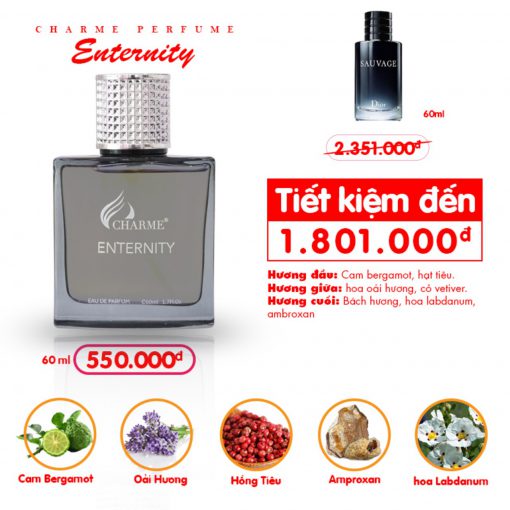 CHARME PERFUME
Enternity
SAUVAGE
Dior
60ml
2.351.000đ
CHARME®
ENTERNITY
EAU DE PARFUM
Tiết kiệm đến
1.801.000đ
Hương đầu: Cam bergamot, hạt tiêu.
Hương giữa: hoa oải hương, cỏ vetiver.
Hương cuối: Bách hương, hoa labdanum,
ambroxan
60 ml 550.000đ
Cam Bergamot
Oải Hương
Hồng Tiêu
Amproxan
hoa Labdanum